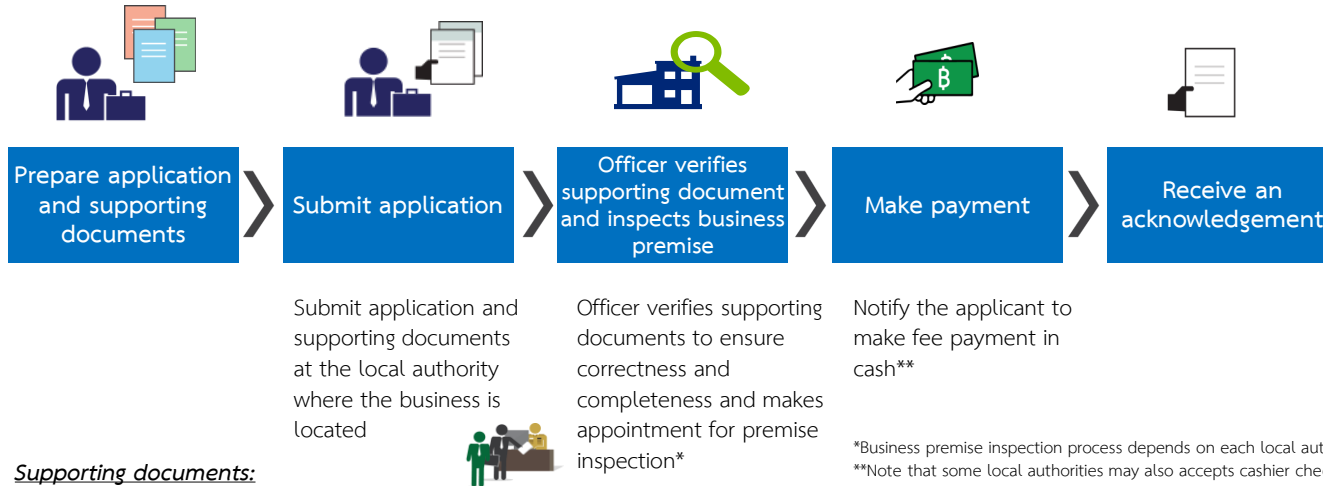 ฿
Prepare application
and supporting
documents
Submit application
Officer verifies
supporting document
and inspects business
premise
Make payment
Receive an
acknowledgement
Submit application and
supporting documents
at the local authority
where the business is
located
Officer verifies supporting
documents to ensure
correctness and
completeness and makes
appointment for premise
inspection*
Notify the applicant to
make fee payment in
cash**
*Business premise inspection process depends on each local aut
**Note that some local authorities may also accepts cashier che
Supporting documents: